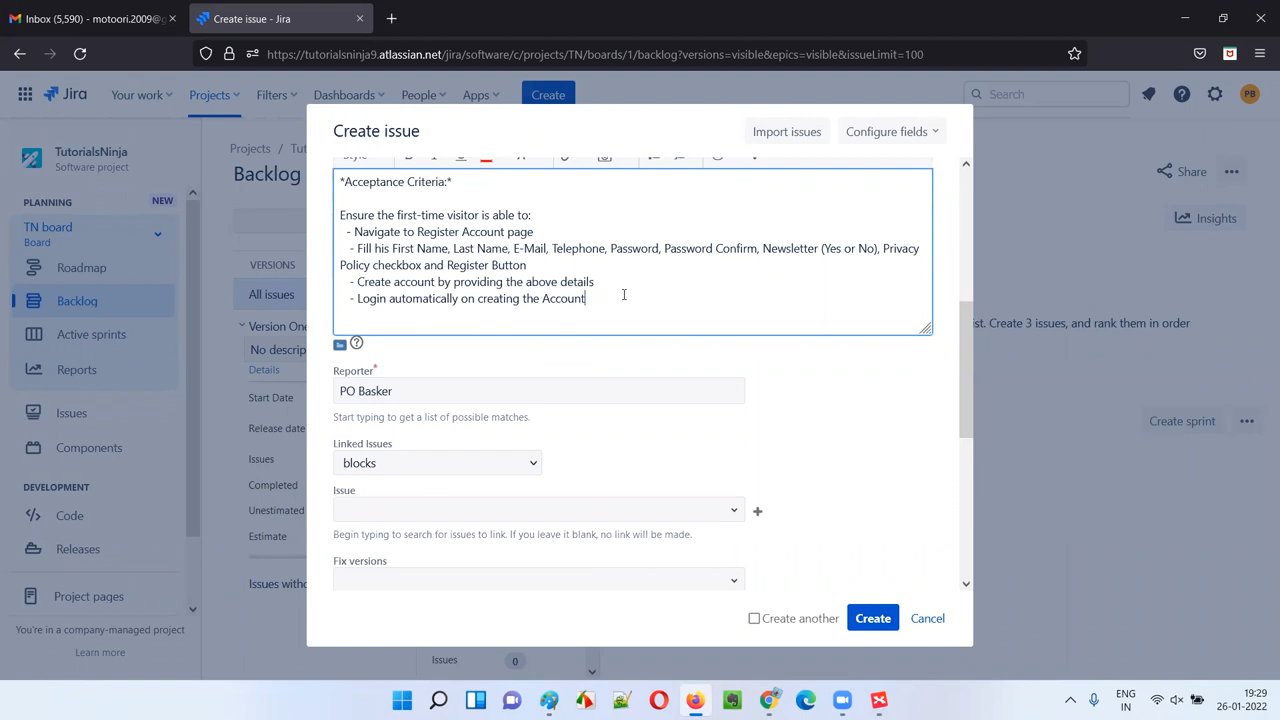 Inbox (5,590) - motoori.2009@g
Create issue - Jira
https://tutorialsninja9.atlassian.net/jira/software/c/projects/TN/boards/1/backlog?versions=visible&epics=visible&issueLimit=100
Jira Your work Projects Filters Dashboards People Apps Create Search PB
TutorialsNinja
Software project
PLANNING NEW
TN board
Board
Roadmap
Backlog
Active sprints
Reports
Issues
Components
DEVELOPMENT
Code
Releases
Project pages
You're in a company-managed project
Learn more
Projects / Tut
Backlog
VERSIONS
All issues
Version One
No descrip
Details
Start Date
Release date
Issues
Completed
Unestimated
Estimate
Issues witho
Issues 0
Share
Insights
st. Create 3 issues, and rank them in order
Create sprint
Create issue
Import issues Configure fields
*Acceptance Criteria:*
Ensure the first-time visitor is able to:
- Navigate to Register Account page
- Fill his First Name, Last Name, E-Mail, Telephone, Password, Password Confirm, Newsletter (Yes or No), Privacy
Policy checkbox and Register Button
- Create account by providing the above details
- Login automatically on creating the Account
Reporter*
PO Basker
Start typing to get a list of possible matches.
Linked Issues
blocks
Issue
Begin typing to search for issues to link. If you leave it blank, no link will be made.
Fix versions
Create another Create Cancel
ENG
IN
19:29
26-01-2022